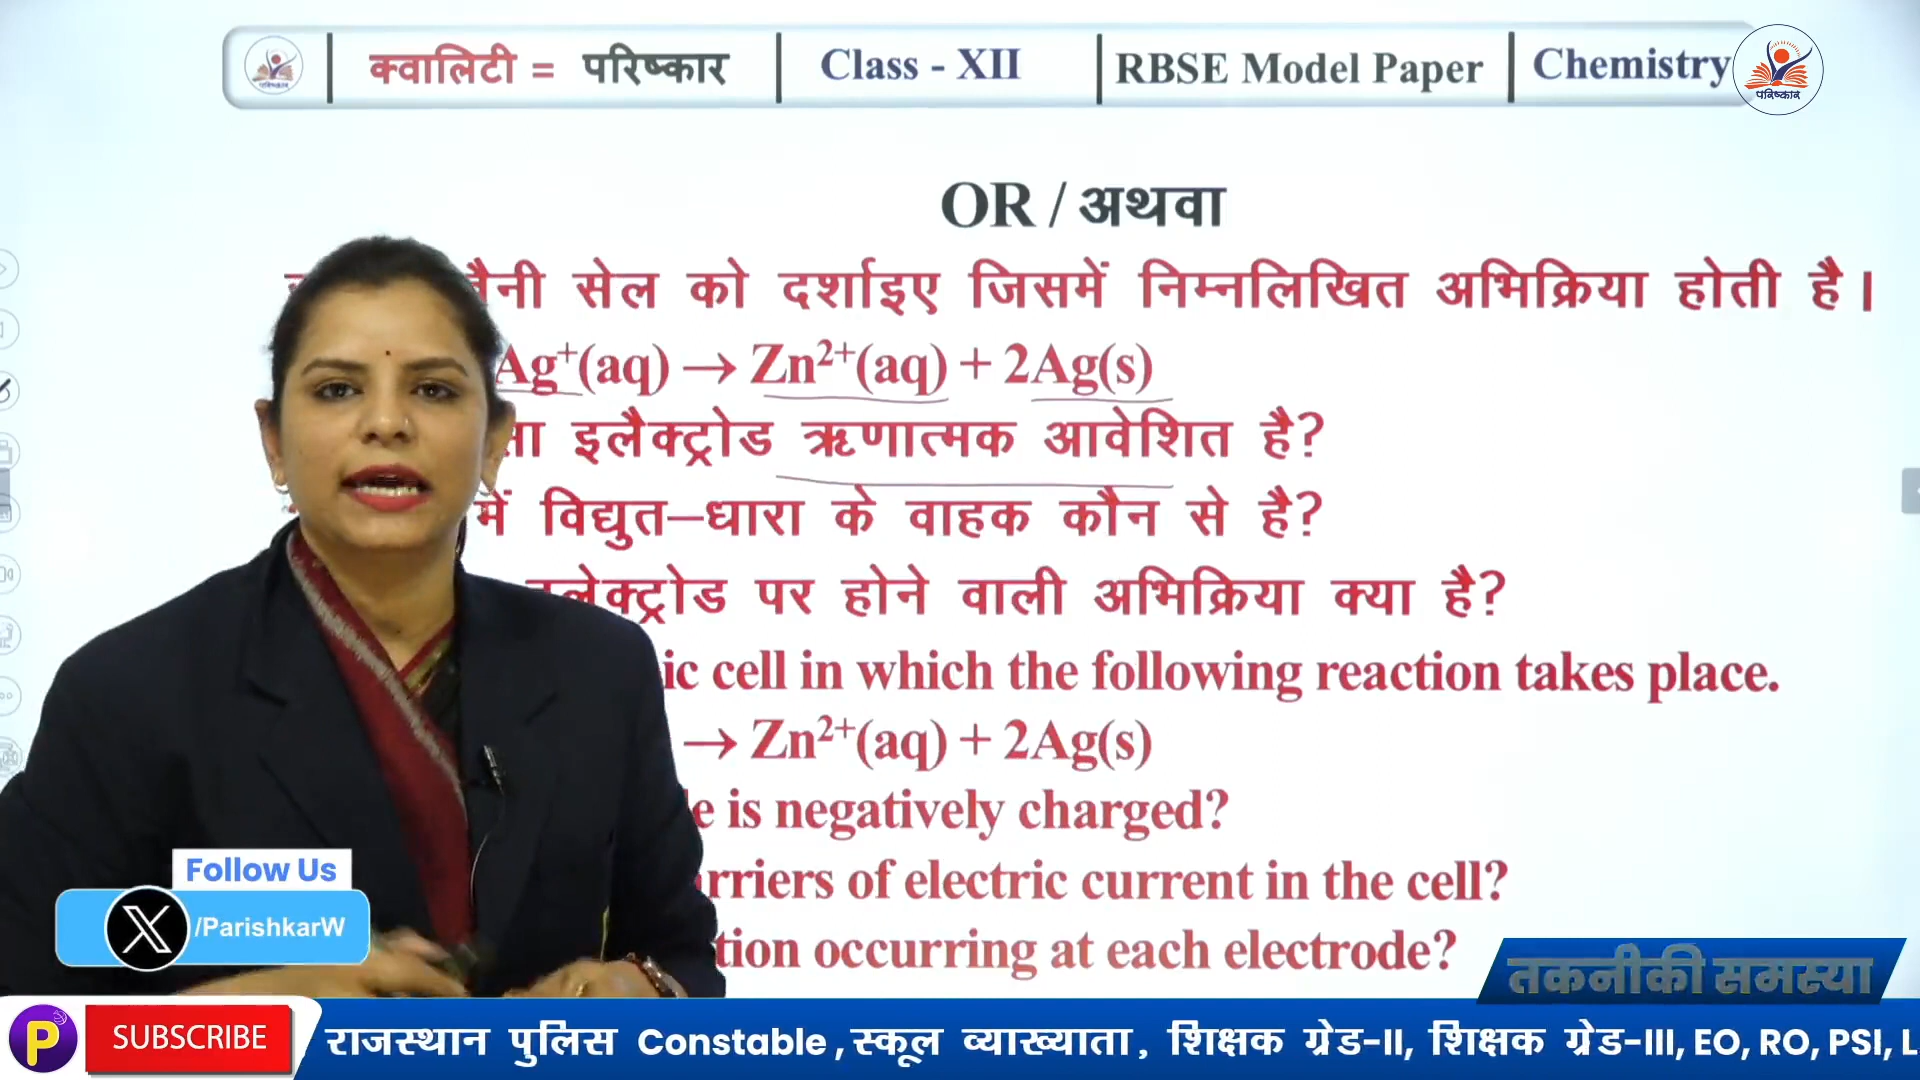 क्वालिटी = परिष्कार
Class - XII
RBSE Model Paper
Chemistry
परिष्कार
OR / अथवा
सेल को दर्शाइए जिसमें निम्नलिखित अभिक्रिया होती है।
Ag⁺(aq) → Zn²⁺(aq) + 2Ag(s)
इलैक्ट्रोड ऋणात्मक आवेशित है?
में विद्युत–धारा के वाहक कौन से है?
पर होने वाली अभिक्रिया क्या है?
cell in which the following reaction takes place.
→ Zn²⁺(aq) + 2Ag(s)
is negatively charged?
of electric current in the cell?
occurring at each electrode?
Follow Us
X /ParishkarW
तकनीकी समस्या
P SUBSCRIBE
राजस्थान पुलिस Constable, स्कूल व्याख्याता, शिक्षक ग्रेड-II, शिक्षक ग्रेड-III, EO, RO, PSI, L